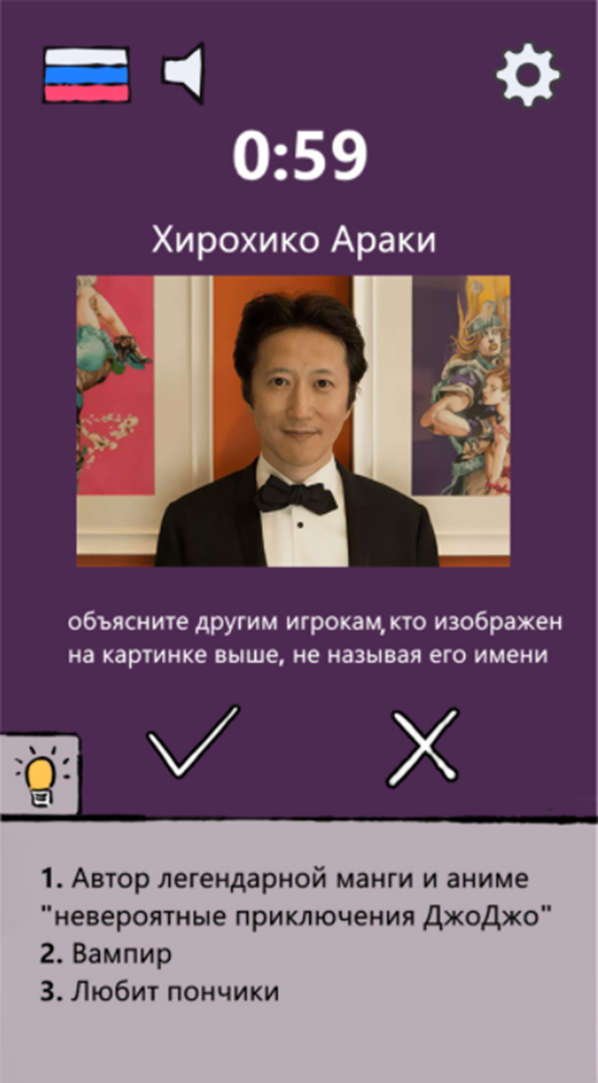 0:59
Хирохико Араки
объясните другим игрокам, кто изображен
на картинке выше, не называя его имени
1. Автор легендарной манги и аниме
"невероятные приключения ДжоДжо"
2. Вампир
3. Любит пончики